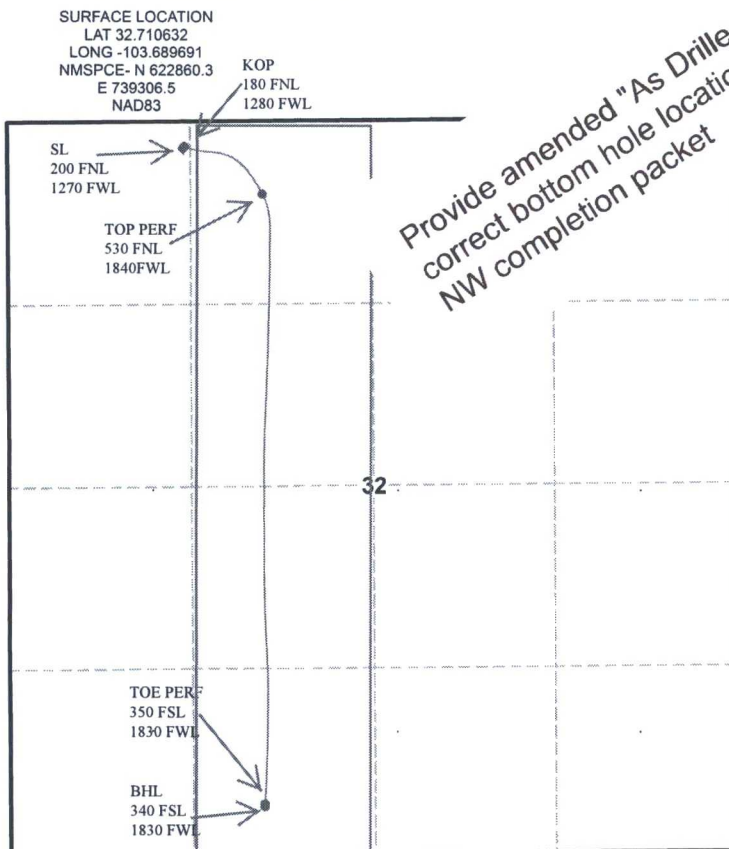 SURFACE LOCATION
LAT 32.710632
LONG -103.689691
NMSPCE- N 622860.3
E 739306.5
NAD83
KOP
180 FNL
1280 FWL
SL
200 FNL
1270 FWL
TOP PERF
530 FNL
1840FWL
Provide amended "As Drille
correct bottom hole locatio
NW completion packet
32
TOE PERF
350 FSL
1830 FWL
BHL
340 FSL
1830 FWL